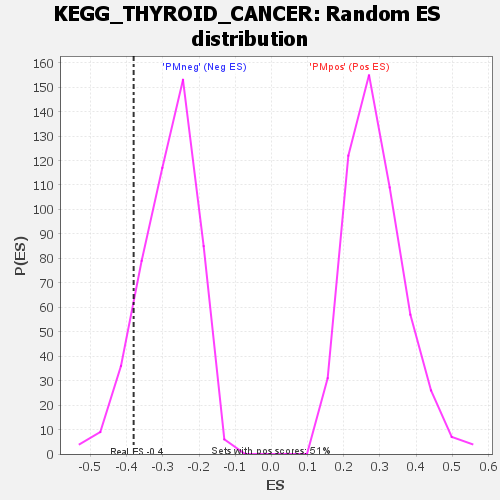 KEGG_THYROID_CANCER: Random ES
distribution
'PMneg' (Neg ES)
'PMpos' (Pos ES)
160
150
140
130
120
110
100
90
80
70
60
50
40
30
20
10
0
P(ES)
Real ES -0.4
Sets with pos scores: 51%
-0.5 -0.4 -0.3 -0.2 -0.1 0.0 0.1 0.2 0.3 0.4 0.5 0.6
ES